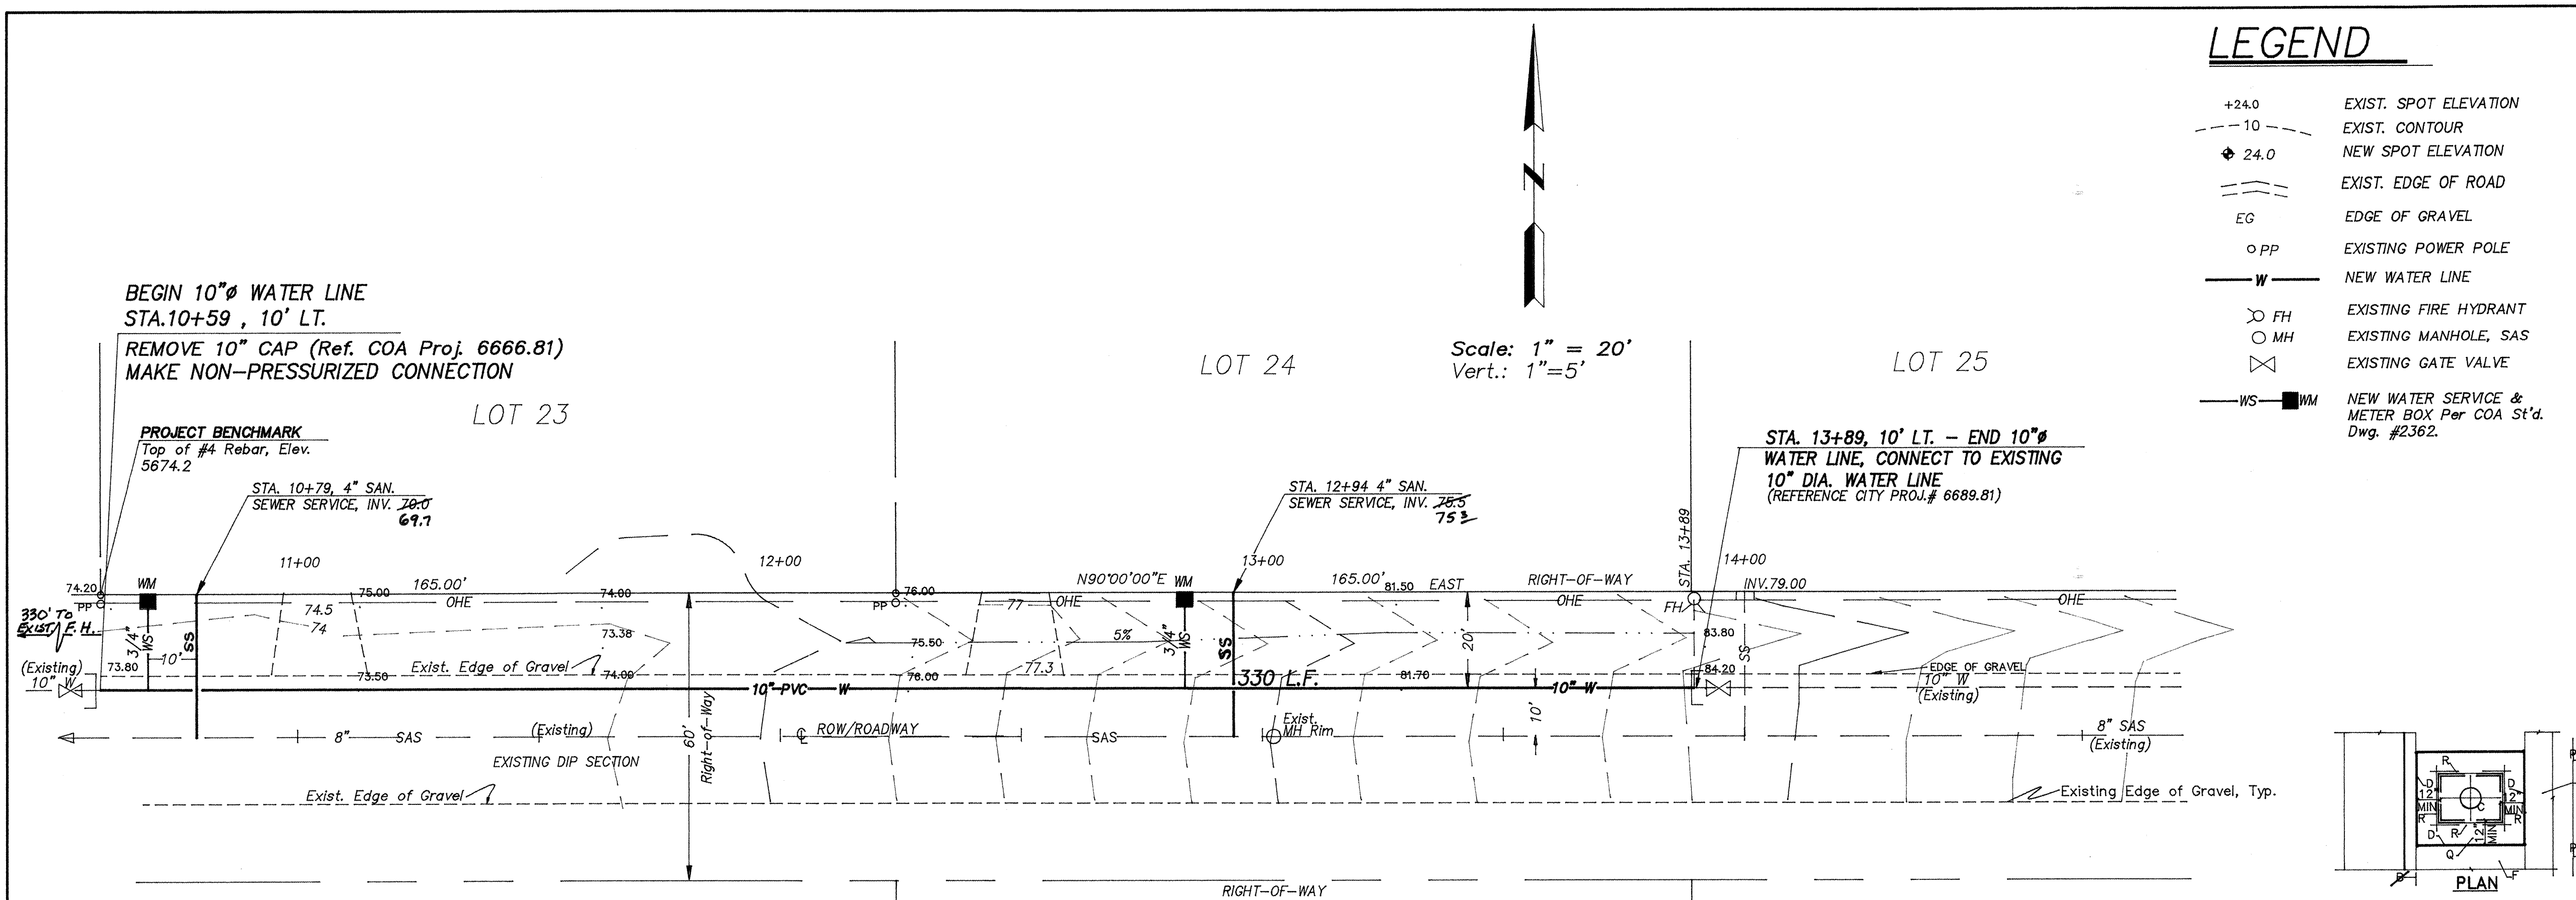 LEGEND
+24.0 EXIST. SPOT ELEVATION
10 EXIST. CONTOUR
24.0 NEW SPOT ELEVATION
EXIST. EDGE OF ROAD
EG EDGE OF GRAVEL
PP EXISTING POWER POLE
W NEW WATER LINE
FH EXISTING FIRE HYDRANT
MH EXISTING MANHOLE, SAS
EXISTING GATE VALVE
WS WM NEW WATER SERVICE &
METER BOX Per COA St'd.
Dwg. #2362.
N
Scale: 1" = 20'
Vert.: 1"=5'
BEGIN 10"ø WATER LINE
STA.10+59 , 10' LT.
REMOVE 10" CAP (Ref. COA Proj. 6666.81)
MAKE NON-PRESSURIZED CONNECTION
LOT 23
LOT 24
LOT 25
PROJECT BENCHMARK
Top of #4 Rebar, Elev.
5674.2
STA. 10+79, 4" SAN.
SEWER SERVICE, INV. 70.0
69.7
STA. 12+94 4" SAN.
SEWER SERVICE, INV. 75.5
75
STA. 13+89, 10' LT. - END 10"ø
WATER LINE, CONNECT TO EXISTING
10" DIA. WATER LINE
(REFERENCE CITY PROJ.# 6689.81)
STA. 13+89
11+00
12+00
13+00
14+00
74.20
WM
165.00'
75.00
74.00
76.00
N90°00'00"E
WM
165.00'
81.50
EAST
RIGHT-OF-WAY
INV.79.00
PP
OHE
PP
77
OHE
OHE
FH
OHE
330' TO
EXIST. F.H.
74.5
74
73.38
75.50
5%
83.80
3/4"
WS
SS
10'
3/4"
WS
SS
20'
SS
(Existing)
10" W
73.80
Exist. Edge of Gravel
73.50
74.00
76.00
77.3
81.70
84.20
EDGE OF GRAVEL
10" W
(Existing)
10"-PVC W
330 L.F.
10"-W
8" SAS
(Existing)
60'
Right-of-Way
℄ ROW/ROADWAY
SAS
Exist.
MH Rim
10'
8" SAS
(Existing)
EXISTING DIP SECTION
Exist. Edge of Gravel
Existing Edge of Gravel, Typ.
RIGHT-OF-WAY
R
D
D
12"
MIN
R
C
12"
MIN
R
D
R
12"
MIN
Q
F
PLAN